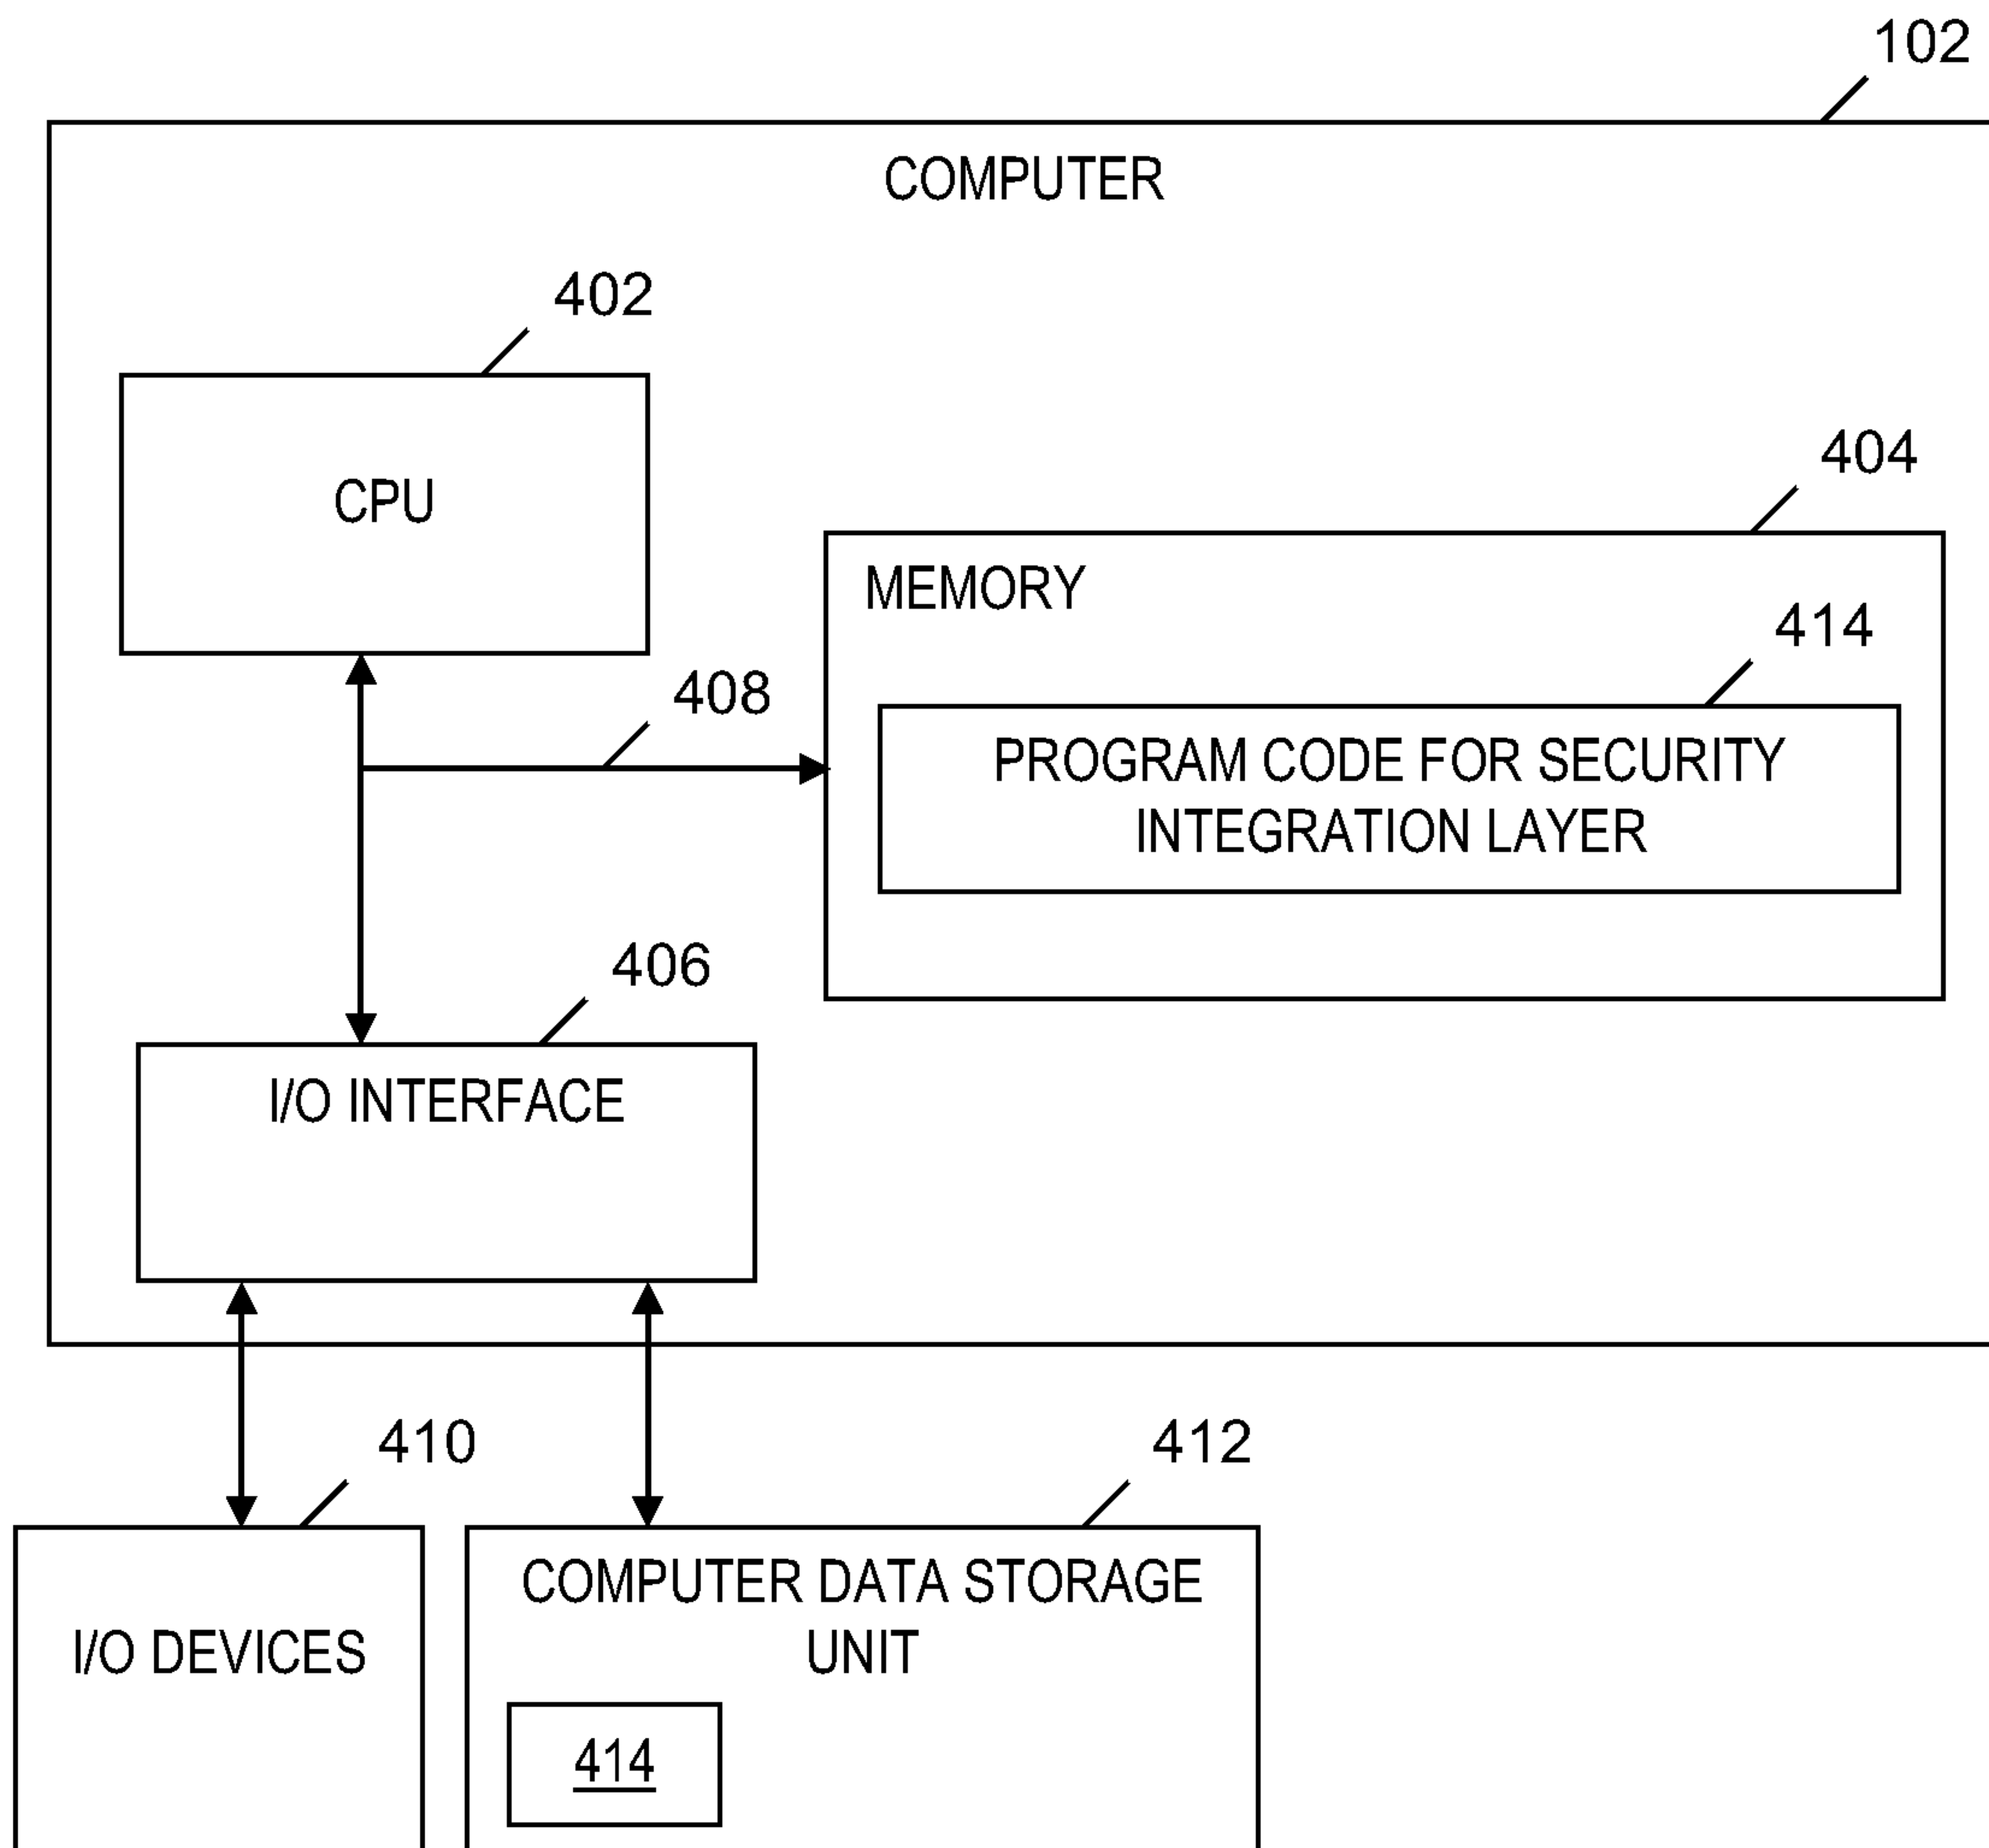 102
COMPUTER
402
CPU
404
MEMORY
414
408
PROGRAM CODE FOR SECURITY
INTEGRATION LAYER
406
I/O INTERFACE
410
412
I/O DEVICES
COMPUTER DATA STORAGE
UNIT
414